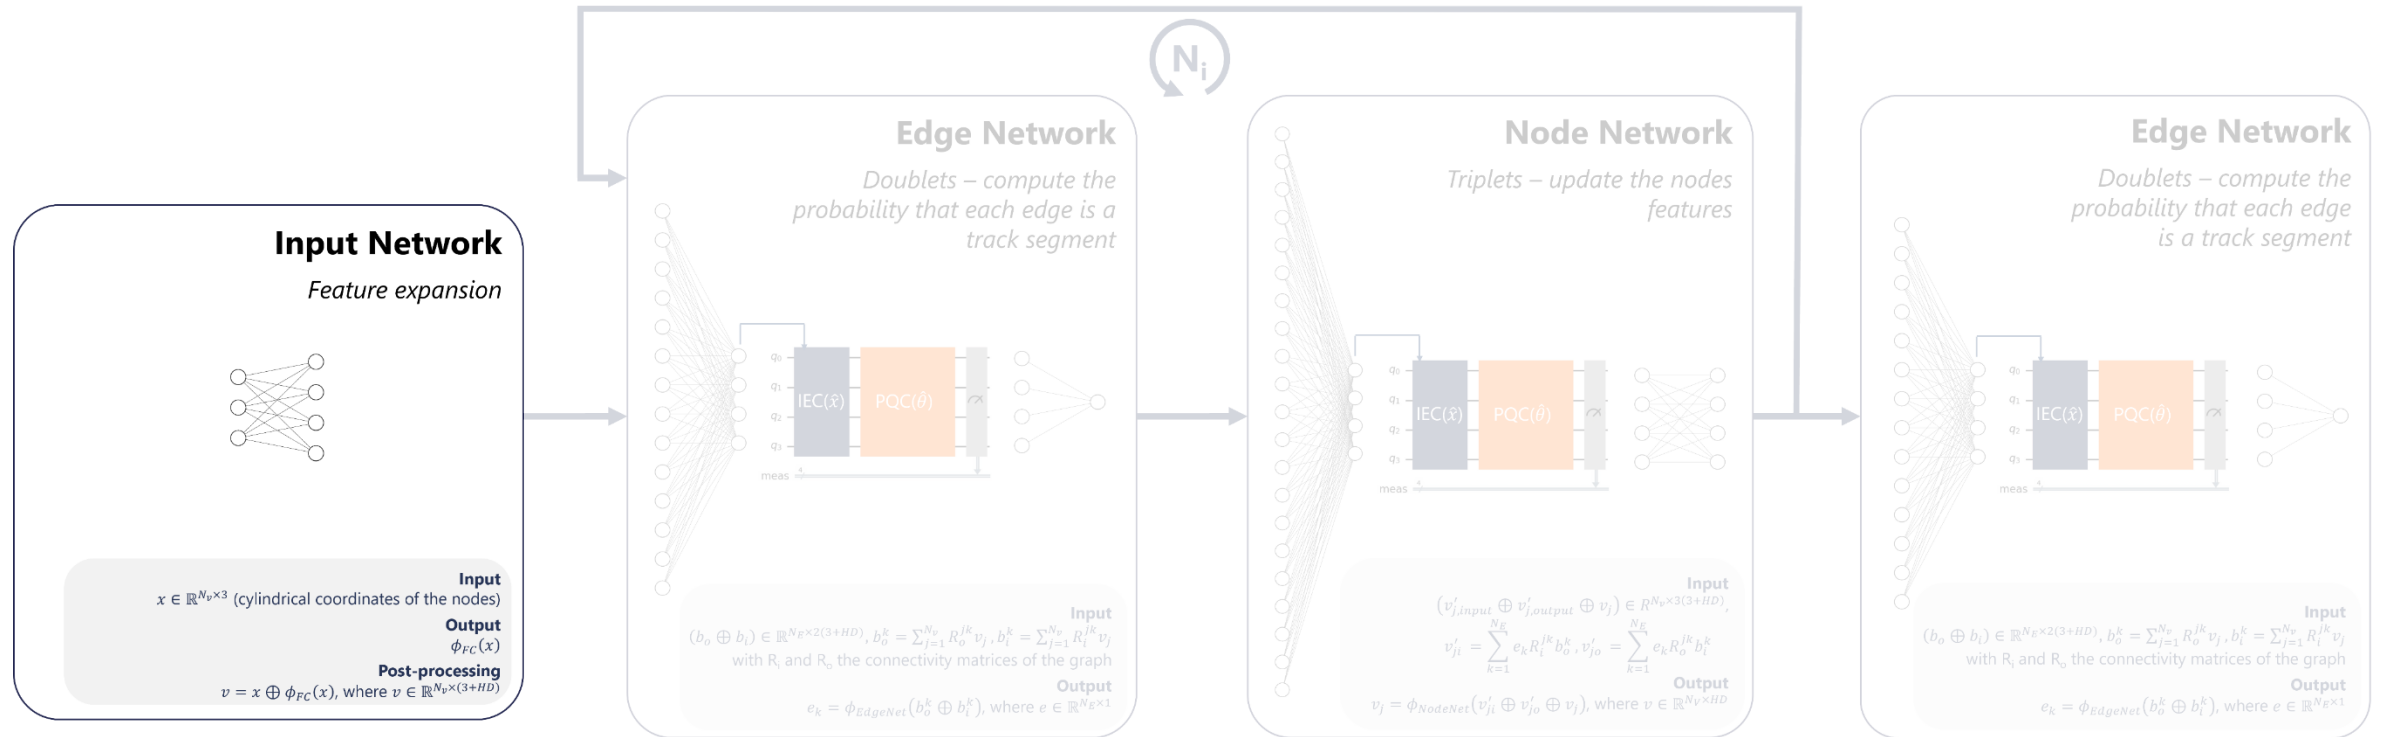 N_i
Input Network
Feature expansion
Input
x ∈ ℝ^{N_v×3} (cylindrical coordinates of the nodes)
Output
ϕ_{FC}(x)
Post-processing
v = x ⊕ ϕ_{FC}(x), where v ∈ ℝ^{N_v×(3+HD)}
Edge Network
Doublets – compute the
probability that each edge is a
track segment
q₀
q₁
q₂
q₃
meas
IEC(x̂)
PQC(θ̂)
4
Input
(b_o ⊕ b_i) ∈ ℝ^{N_E×2(3+HD)}, b_o^k = ∑_{j=1}^{N_v} R_o^{jk} v_j , b_i^k = ∑_{j=1}^{N_v} R_i^{jk} v_j
with R_i and R_o the connectivity matrices of the graph
Output
e_k = ϕ_{EdgeNet}(b_o^k ⊕ b_i^k), where e ∈ ℝ^{N_E×1}
Node Network
Triplets – update the nodes
features
q₀
q₁
q₂
q₃
meas
IEC(x̂)
PQC(θ̂)
4
Input
(v′_{j,input} ⊕ v′_{j,output} ⊕ v_j) ∈ R^{N_v×3(3+HD)},
v′_{ji} = ∑_{k=1}^{N_E} e_k R_i^{jk} b_o^k , v′_{jo} = ∑_{k=1}^{N_E} e_k R_o^{jk} b_i^k
Output
v_j = ϕ_{NodeNet}(v′_{ji} ⊕ v′_{jo} ⊕ v_j), where v ∈ ℝ^{N_V×HD}
Edge Network
Doublets – compute the
probability that each edge
is a track segment
q₀
q₁
q₂
q₃
meas
IEC(x̂)
PQC(θ̂)
4
Input
(b_o ⊕ b_i) ∈ ℝ^{N_E×2(3+HD)}, b_o^k = ∑_{j=1}^{N_v} R_o^{jk} v_j , b_i^k = ∑_{j=1}^{N_v} R_i^{jk} v_j
with R_i and R_o the connectivity matrices of the graph
Output
e_k = ϕ_{EdgeNet}(b_o^k ⊕ b_i^k), where e ∈ ℝ^{N_E×1}